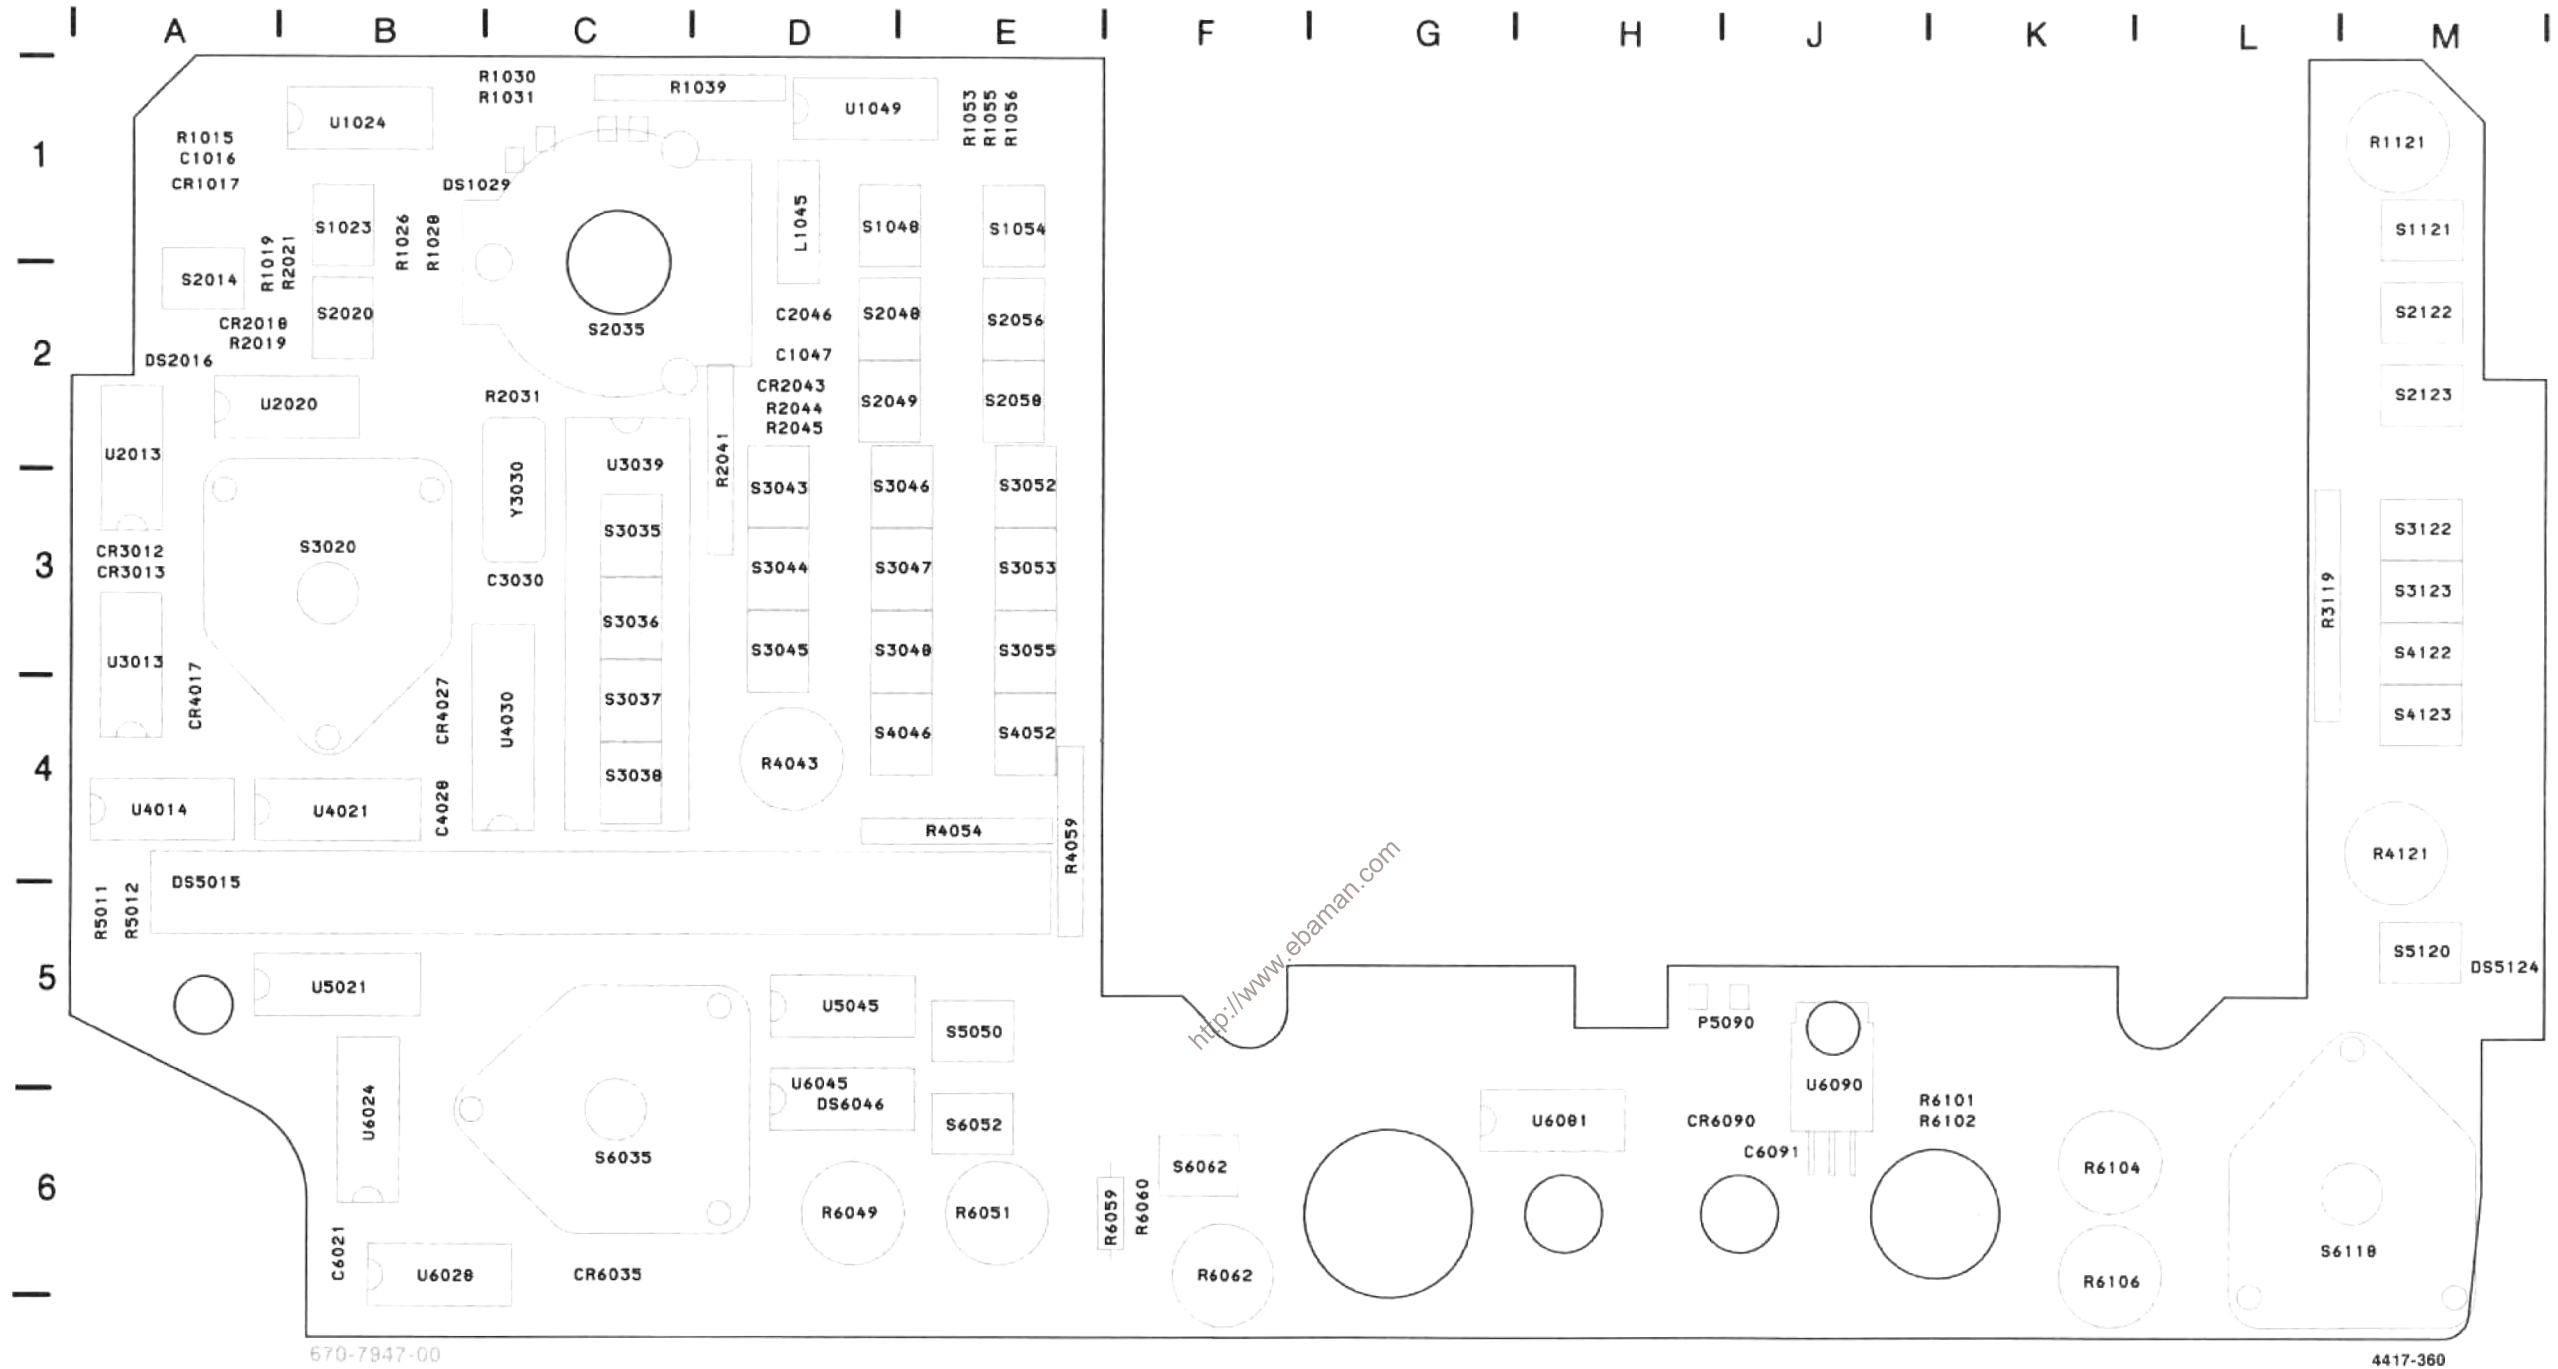 A B C D E F G H J K L M
R1030
R1031
R1039
U1049
R1053
R1055
R1056
U1024
R1121
1
R1015
C1016
CR1017
DS1029
S1023
R1026
R1028
L1045
S1048
S1054
S1121
R1019
R2021
S2014
S2020
CR2018
R2019
S2035
C2046
S2048
S2056
S2122
2
DS2016
C1047
CR2043
R2044
R2045
S2049
S2058
S2123
U2020
R2031
U2013
U3039
R2041
Y3030
S3043
S3046
S3052
S3035
S3122
3
CR3012
CR3013
S3020
C3030
S3044
S3047
S3053
S3123
R3119
S3036
U3013
S3045
S3048
S3055
S4122
CR4017
CR4027
U4030
S3037
S4046
S4052
S4123
4
R4043
S3038
U4014
U4021
C4028
R4054
R4059
R4121
DS5015
R5011
R5012
5
U5021
U5045
S5050
P5090
S5120
DS5124
http://www.ebaman.com
U6024
U6045
DS6046
S6052
U6081
CR6090
U6090
R6101
R6102
C6091
6
S6035
R6049
R6051
R6059
R6060
S6062
R6104
C6021
U6028
CR6035
R6062
R6106
S6118
670-7947-00
4417-360